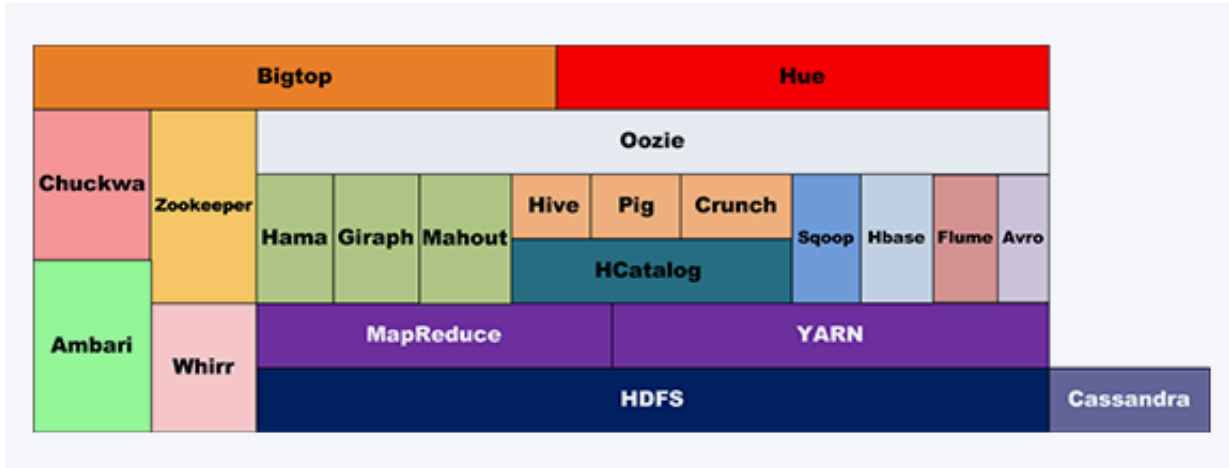 Bigtop
Hue
Oozie
Chuckwa
Zookeeper
Hive
Pig
Crunch
Hama
Giraph
Mahout
Sqoop
Hbase
Flume
Avro
HCatalog
MapReduce
YARN
Ambari
Whirr
HDFS
Cassandra